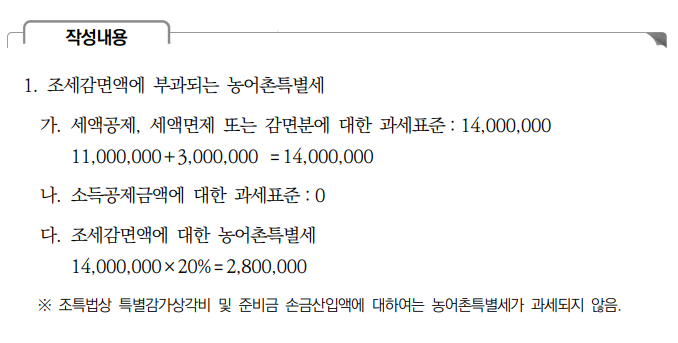 작성내용
1. 조세감면액에 부과되는 농어촌특별세
가. 세액공제, 세액면제 또는 감면분에 대한 과세표준 : 14,000,000
11,000,000+3,000,000 =14,000,000
나. 소득공제금액에 대한 과세표준 : 0
다. 조세감면액에 대한 농어촌특별세
14,000,000×20%=2,800,000
※ 조특법상 특별감가상각비 및 준비금 손금산입액에 대하여는 농어촌특별세가 과세되지 않음.